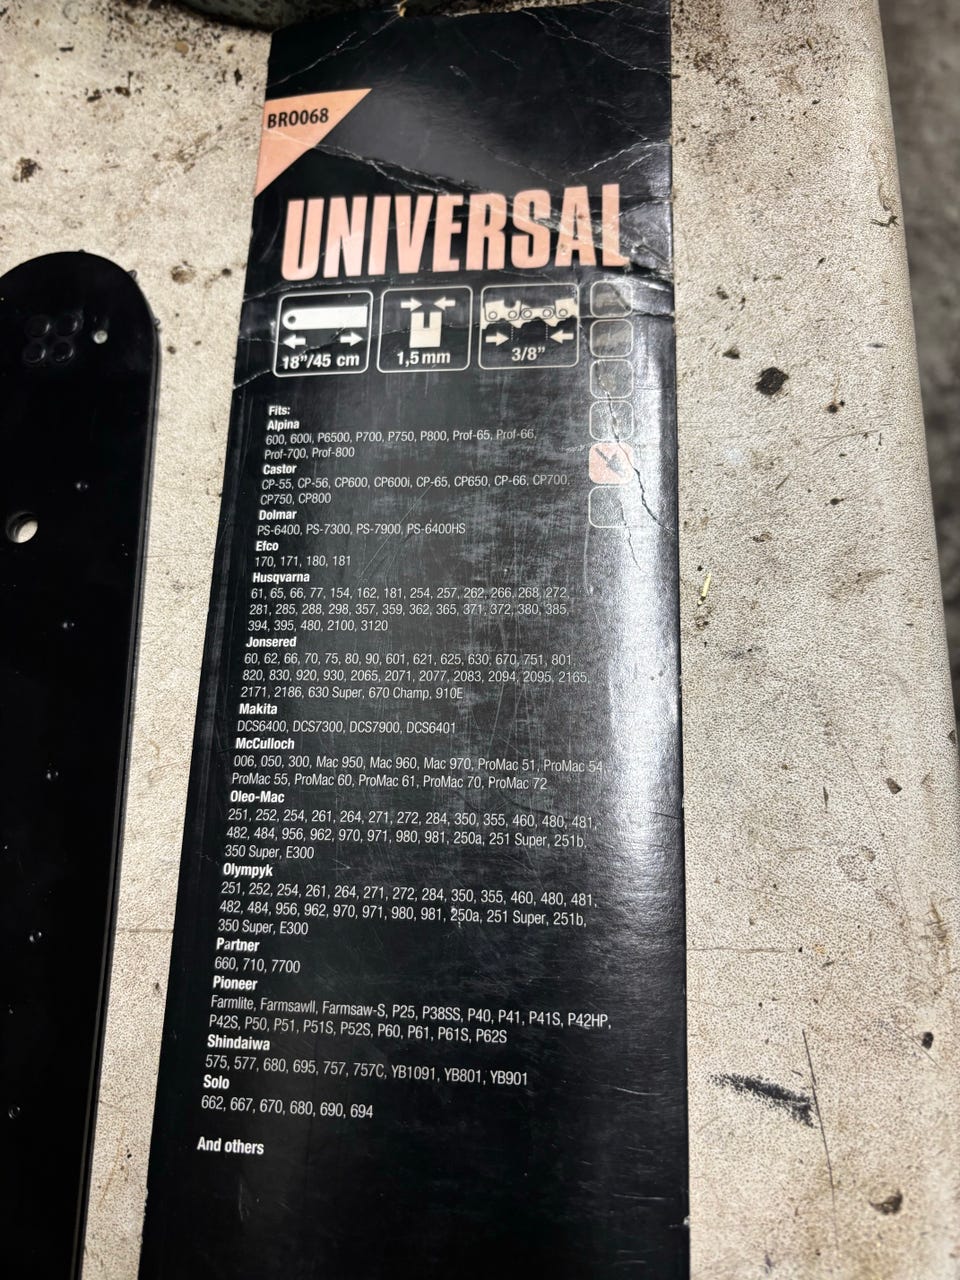 BRO068
UNIVERSAL
18"/45 cm
1,5 mm
3/8"
Fits:
Alpina
600, 600i, P6500, P700, P750, P800, Prof-65, Prof-66,
Prof-700, Prof-800
Castor
CP-55, CP-56, CP600, CP600i, CP-65, CP650, CP-66, CP700,
CP750, CP800
Dolmar
PS-6400, PS-7300, PS-7900, PS-6400HS
Efco
170, 171, 180, 181
Husqvarna
61, 65, 66, 77, 154, 162, 181, 254, 257, 262, 266, 268, 272,
281, 285, 288, 298, 357, 359, 362, 365, 371, 372, 380, 385,
394, 395, 480, 2100, 3120
Jonsered
60, 62, 66, 70, 75, 80, 90, 601, 621, 625, 630, 670, 751, 801,
820, 830, 920, 930, 2065, 2071, 2077, 2083, 2094, 2095, 2165,
2171, 2186, 630 Super, 670 Champ, 910E
Makita
DCS6400, DCS7300, DCS7900, DCS6401
McCulloch
006, 050, 300, Mac 950, Mac 960, Mac 970, ProMac 51, ProMac 54,
ProMac 55, ProMac 60, ProMac 61, ProMac 70, ProMac 72
Oleo-Mac
251, 252, 254, 261, 264, 271, 272, 284, 350, 355, 460, 480, 481,
482, 484, 956, 962, 970, 971, 980, 981, 250a, 251 Super, 251b,
350 Super, E300
Olympyk
251, 252, 254, 261, 264, 271, 272, 284, 350, 355, 460, 480, 481,
482, 484, 956, 962, 970, 971, 980, 981, 250a, 251 Super, 251b,
350 Super, E300
Partner
660, 710, 7700
Pioneer
Farmlite, FarmsawII, Farmsaw-S, P25, P38SS, P40, P41, P41S, P42HP,
P42S, P50, P51, P51S, P52S, P60, P61, P61S, P62S
Shindaiwa
575, 577, 680, 695, 757, 757C, YB1091, YB801, YB901
Solo
662, 667, 670, 680, 690, 694
And others